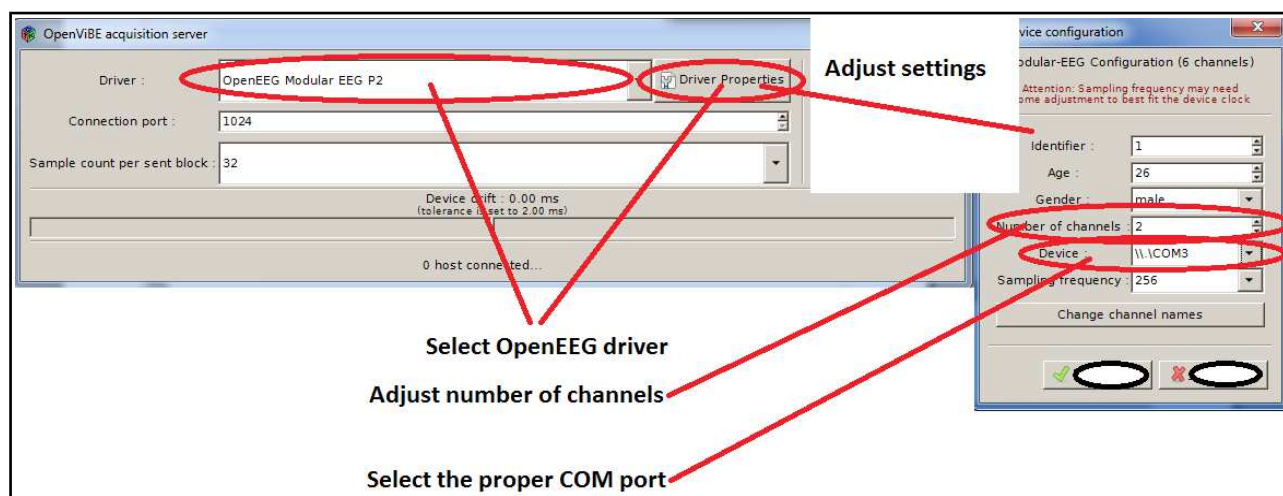 OpenViBE acquisition server
Driver :
OpenEEG Modular EEG P2
Driver Properties
Connection port :
1024
Sample count per sent block :
32
Device drift : 0.00 ms
(tolerance is set to 2.00 ms)
0 host connected...
Adjust settings
vice configuration
odular-EEG Configuration (6 channels)
Attention: Sampling frequency may need
ome adjustment to best fit the device clock
Identifier :
1
Age :
26
Gender :
male
Number of channels :
2
Device :
\\.\COM3
Sampling frequency :
256
Change channel names
Select OpenEEG driver
Adjust number of channels
Select the proper COM port